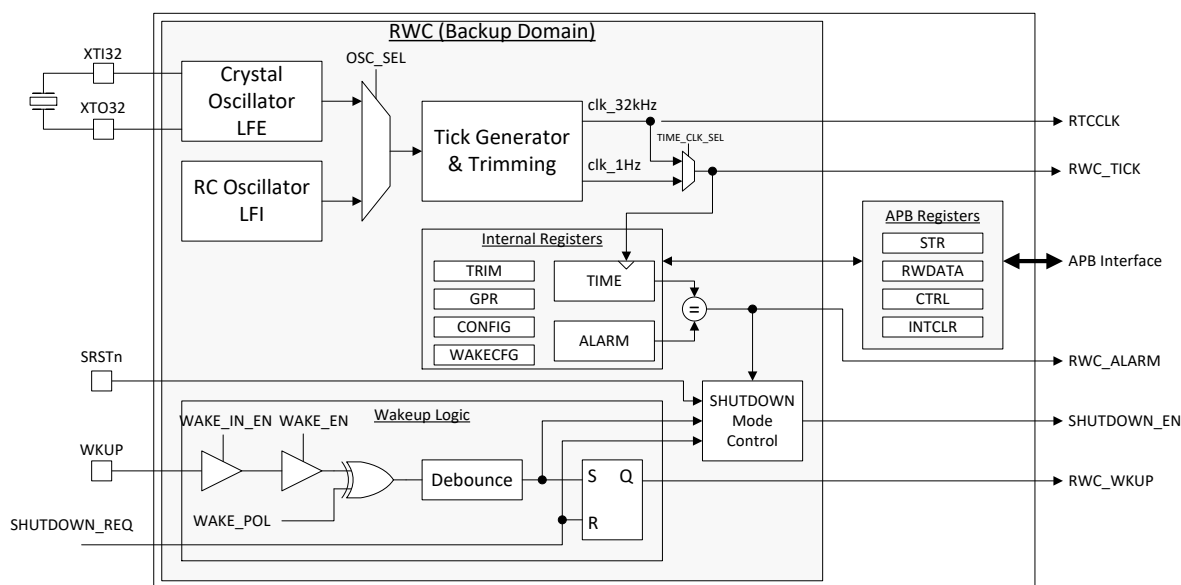 RWC (Backup Domain)
XTI32
XTO32
Crystal
Oscillator
LFE
RC Oscillator
LFI
OSC_SEL
Tick Generator
& Trimming
clk_32kHz
clk_1Hz
TIME_CLK_SEL
RTCCLK
RWC_TICK
Internal Registers
TRIM
GPR
CONFIG
WAKECFG
TIME
ALARM
=
APB Registers
STR
RWDATA
CTRL
INTCLR
APB Interface
RWC_ALARM
SRSTn
SHUTDOWN
Mode
Control
SHUTDOWN_EN
Wakeup Logic
WAKE_IN_EN
WAKE_EN
WKUP
WAKE_POL
Debounce
S
Q
R
RWC_WKUP
SHUTDOWN_REQ